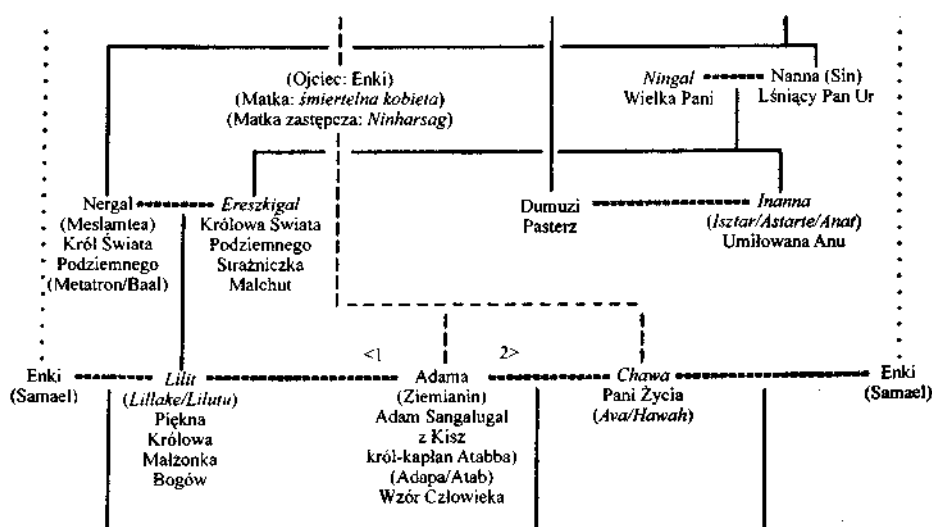 (Ojciec: Enki)
(Matka: śmiertelna kobieta)
(Matka zastępcza: Ninharsag)
Ningal
Wielka Pani
Nanna (Sin)
Lśniący Pan Ur
Nergal
(Meslamtea)
Król Świata
Podziemnego
(Metatron/Baal)
Ereszkigal
Królowa Świata
Podziemnego
Strażniczka
Malchut
Dumuzi
Pasterz
Inanna
(Isztar/Astarte/Anat)
Umiłowana Anu
<1
2>
Enki
(Samael)
Lilit
(Lillake/Lilutu)
Piękna
Królowa
Małżonka
Bogów
Adama
(Ziemianin)
Adam Sangalugal
z Kisz
król-kapłan Atabba)
(Adapa/Atab)
Wzór Człowieka
Chawa
Pani Życia
(Ava/Hawah)
Enki
(Samael)